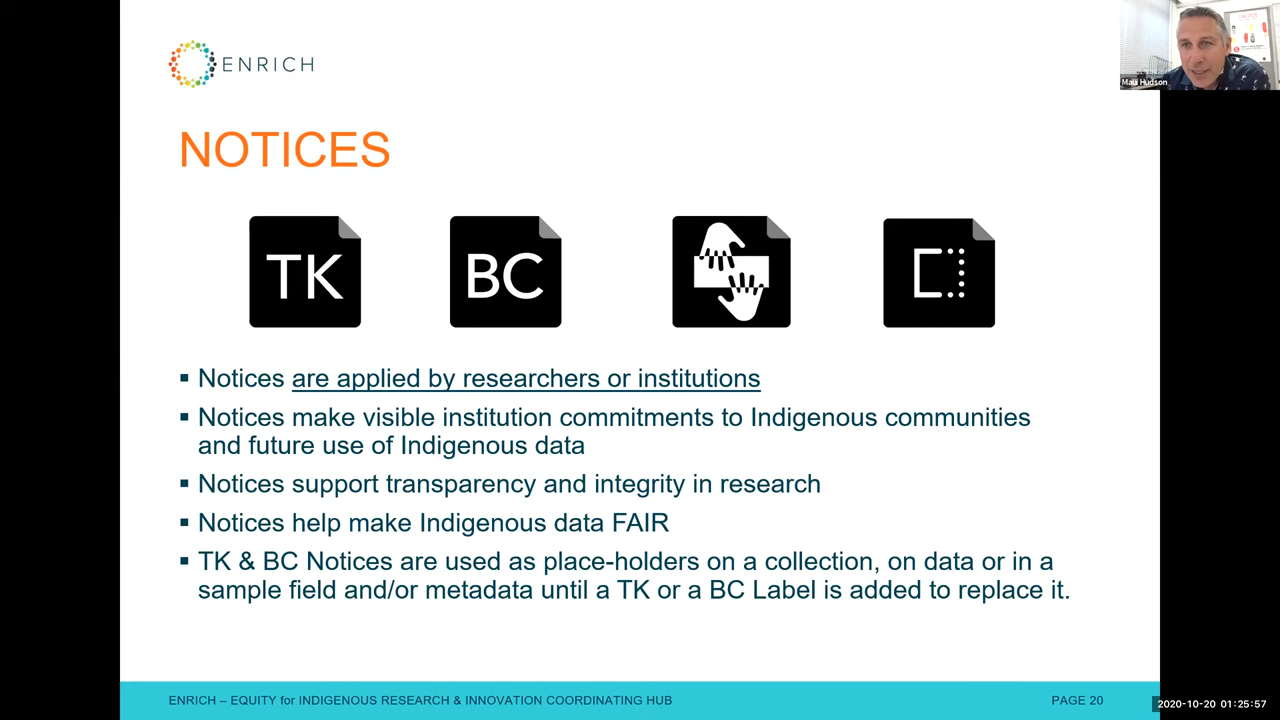 ENRICH
Maui Hudson
NOTICES
TK
BC
▪ Notices are applied by researchers or institutions
▪ Notices make visible institution commitments to Indigenous communities
and future use of Indigenous data
▪ Notices support transparency and integrity in research
▪ Notices help make Indigenous data FAIR
▪ TK & BC Notices are used as place-holders on a collection, on data or in a
sample field and/or metadata until a TK or a BC Label is added to replace it.
ENRICH – EQUITY for INDIGENOUS RESEARCH & INNOVATION COORDINATING HUB
PAGE 20
2020-10-20 01:25:57